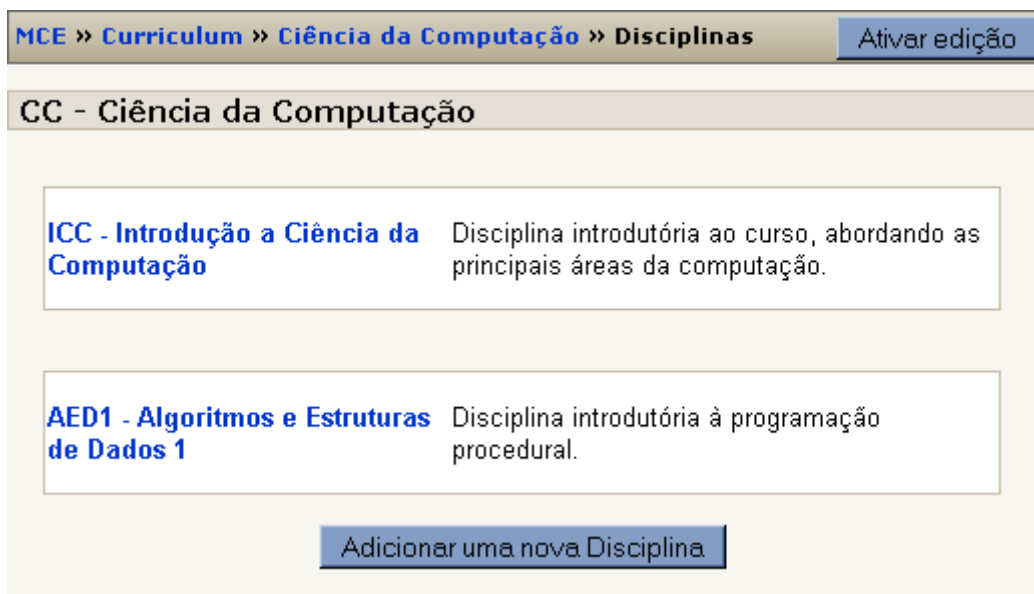 MCE » Curriculum » Ciência da Computação » Disciplinas
Ativar edição
CC - Ciência da Computação
ICC - Introdução a Ciência da
Computação
Disciplina introdutória ao curso, abordando as
principais áreas da computação.
AED1 - Algoritmos e Estruturas
de Dados 1
Disciplina introdutória à programação
procedural.
Adicionar uma nova Disciplina